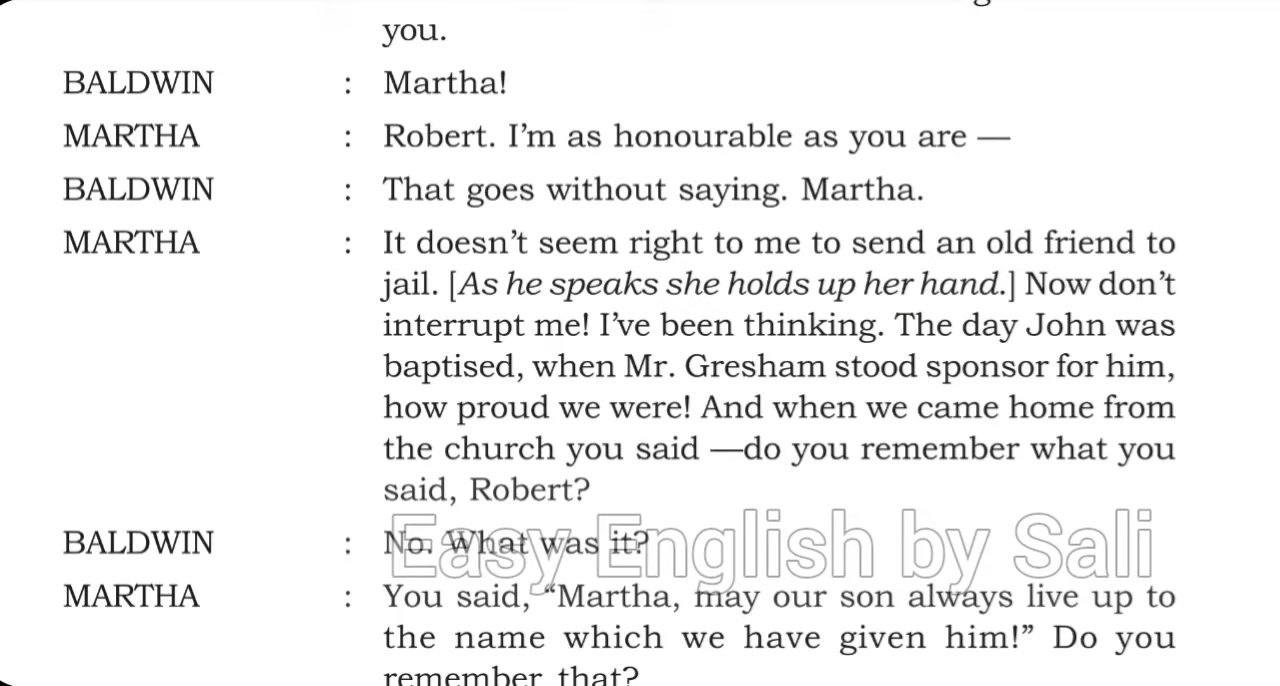 you.
BALDWIN : Martha!
MARTHA : Robert. I'm as honourable as you are —
BALDWIN : That goes without saying. Martha.
MARTHA : It doesn't seem right to me to send an old friend to
jail. [As he speaks she holds up her hand.] Now don't
interrupt me! I've been thinking. The day John was
baptised, when Mr. Gresham stood sponsor for him,
how proud we were! And when we came home from
the church you said —do you remember what you
said, Robert?
BALDWIN : No. What was it?
Easy English by Sali
MARTHA : You said, “Martha, may our son always live up to
the name which we have given him!” Do you
remember that?